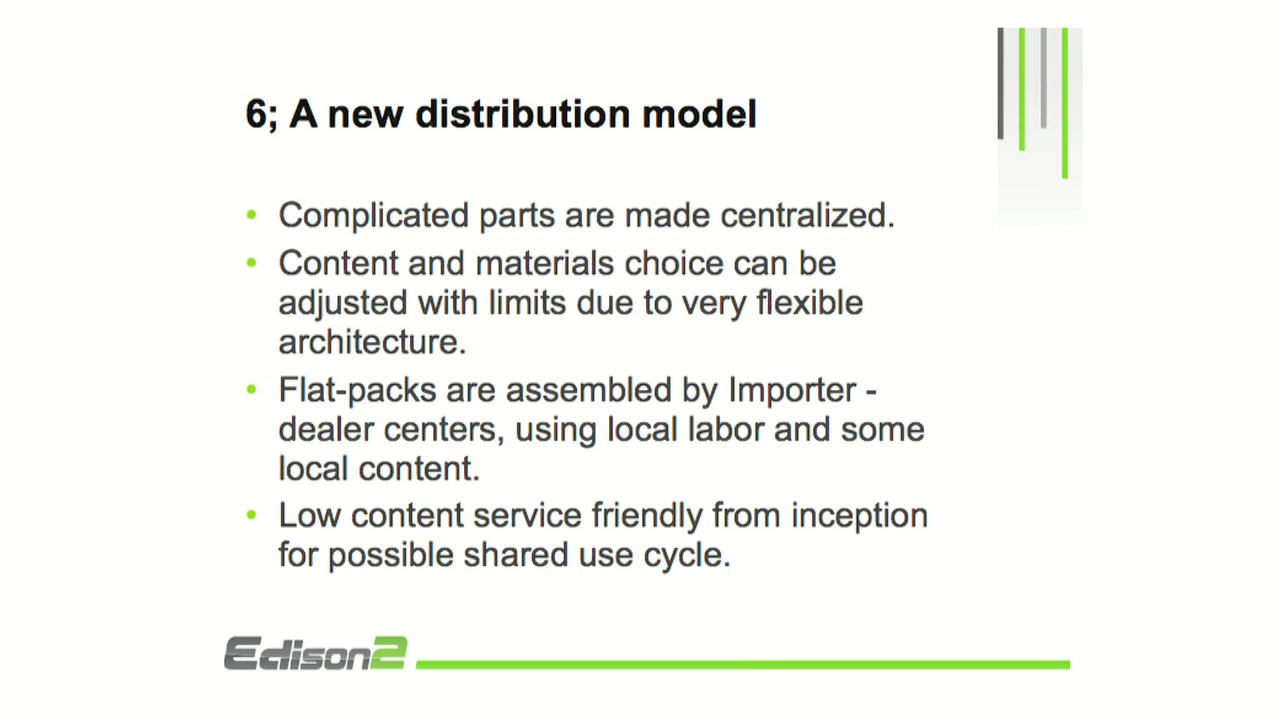 6; A new distribution model
• Complicated parts are made centralized.
• Content and materials choice can be
adjusted with limits due to very flexible
architecture.
• Flat-packs are assembled by Importer -
dealer centers, using local labor and some
local content.
• Low content service friendly from inception
for possible shared use cycle.
Edison2